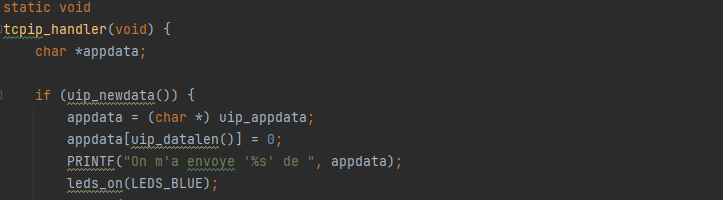 static void
tcpip_handler(void) {
    char *appdata;

    if (uip_newdata()) {
        appdata = (char *) uip_appdata;
        appdata[uip_datalen()] = 0;
        PRINTF("On m'a envoye '%s' de ", appdata);
        leds_on(LEDS_BLUE);